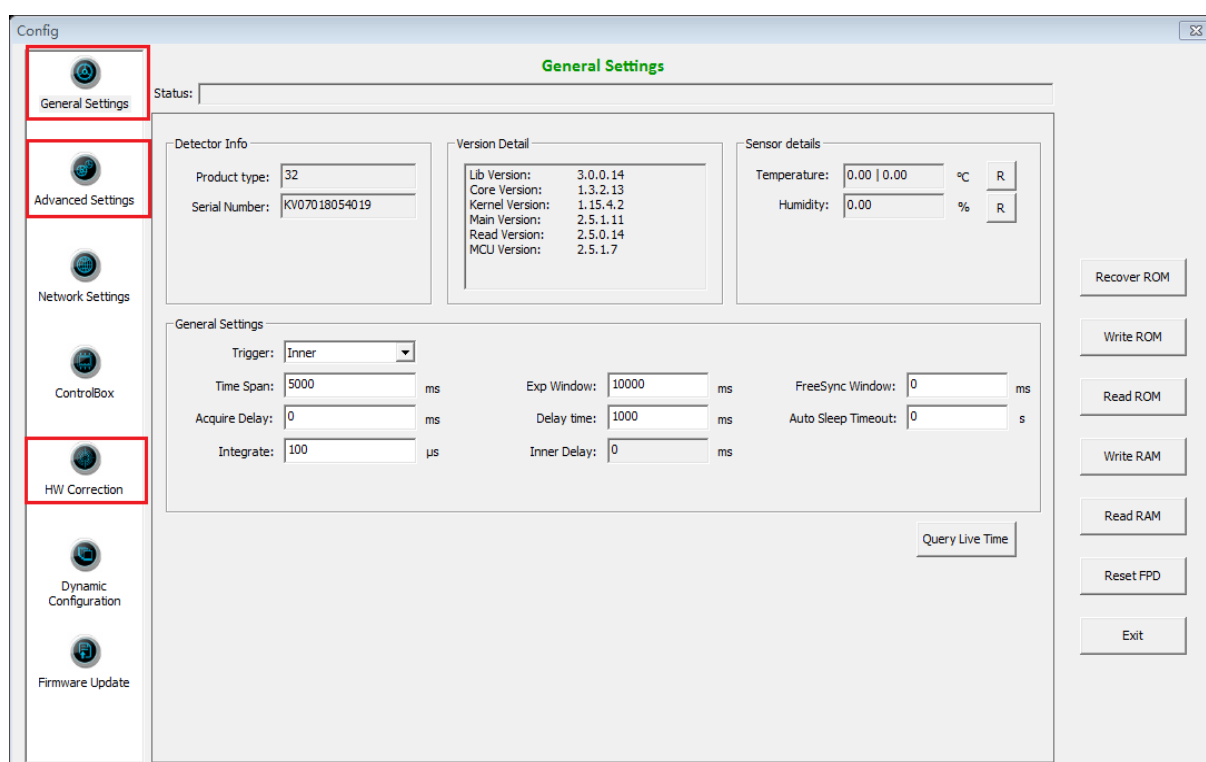 Config
General Settings
Advanced Settings
Network Settings
ControlBox
HW Correction
Dynamic
Configuration
Firmware Update
General Settings
Status:
Detector Info
Product type: 32
Serial Number: KV07018054019
Version Detail
Lib Version: 3.0.0.14
Core Version: 1.3.2.13
Kernel Version: 1.15.4.2
Main Version: 2.5.1.11
Read Version: 2.5.0.14
MCU Version: 2.5.1.7
Sensor details
Temperature: 0.00 | 0.00 °C R
Humidity: 0.00 % R
General Settings
Trigger: Inner
Time Span: 5000 ms Exp Window: 10000 ms FreeSync Window: 0 ms
Acquire Delay: 0 ms Delay time: 1000 ms Auto Sleep Timeout: 0 s
Integrate: 100 µs Inner Delay: 0 ms
Query Live Time
Recover ROM
Write ROM
Read ROM
Write RAM
Read RAM
Reset FPD
Exit